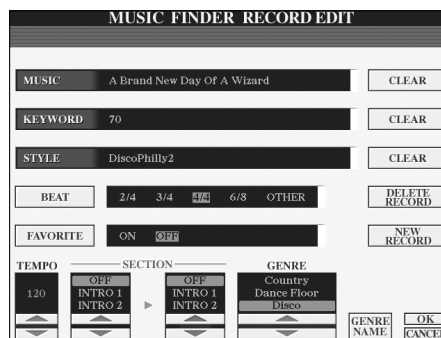 MUSIC FINDER RECORD EDIT
MUSIC A Brand New Day Of A Wizard CLEAR
KEYWORD 70 CLEAR
STYLE DiscoPhilly2 CLEAR
BEAT 2/4 3/4 4/4 6/8 OTHER DELETE RECORD
FAVORITE ON OFF NEW RECORD
TEMPO SECTION GENRE
OFF OFF Country
120 INTRO 1 INTRO 1 Dance Floor
INTRO 2 INTRO 2 Disco
GENRE NAME OK
CANCEL